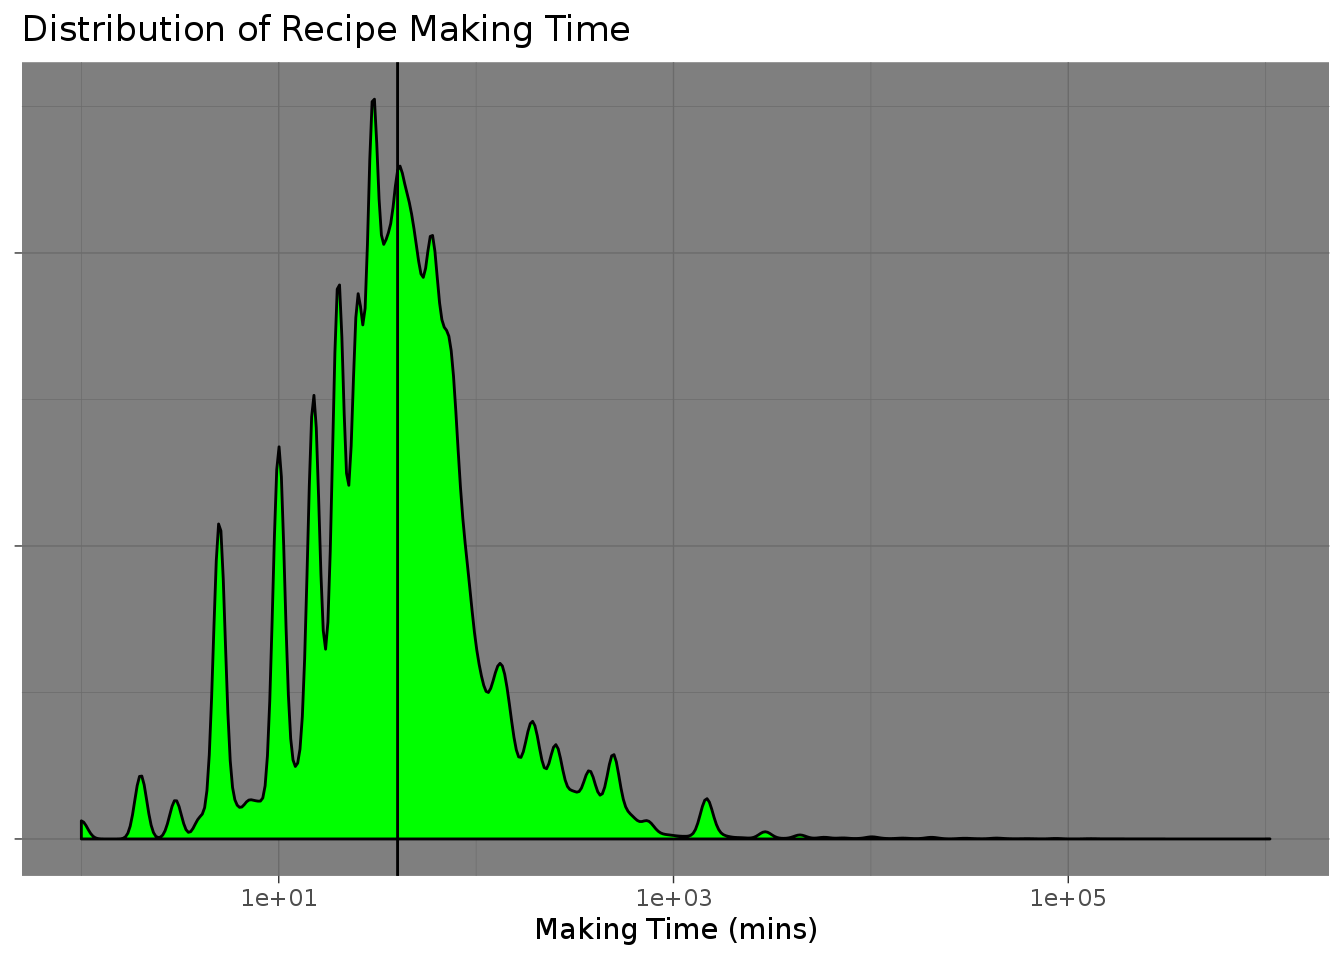 Distribution of Recipe Making Time
1e+01 1e+03 1e+05
Making Time (mins)